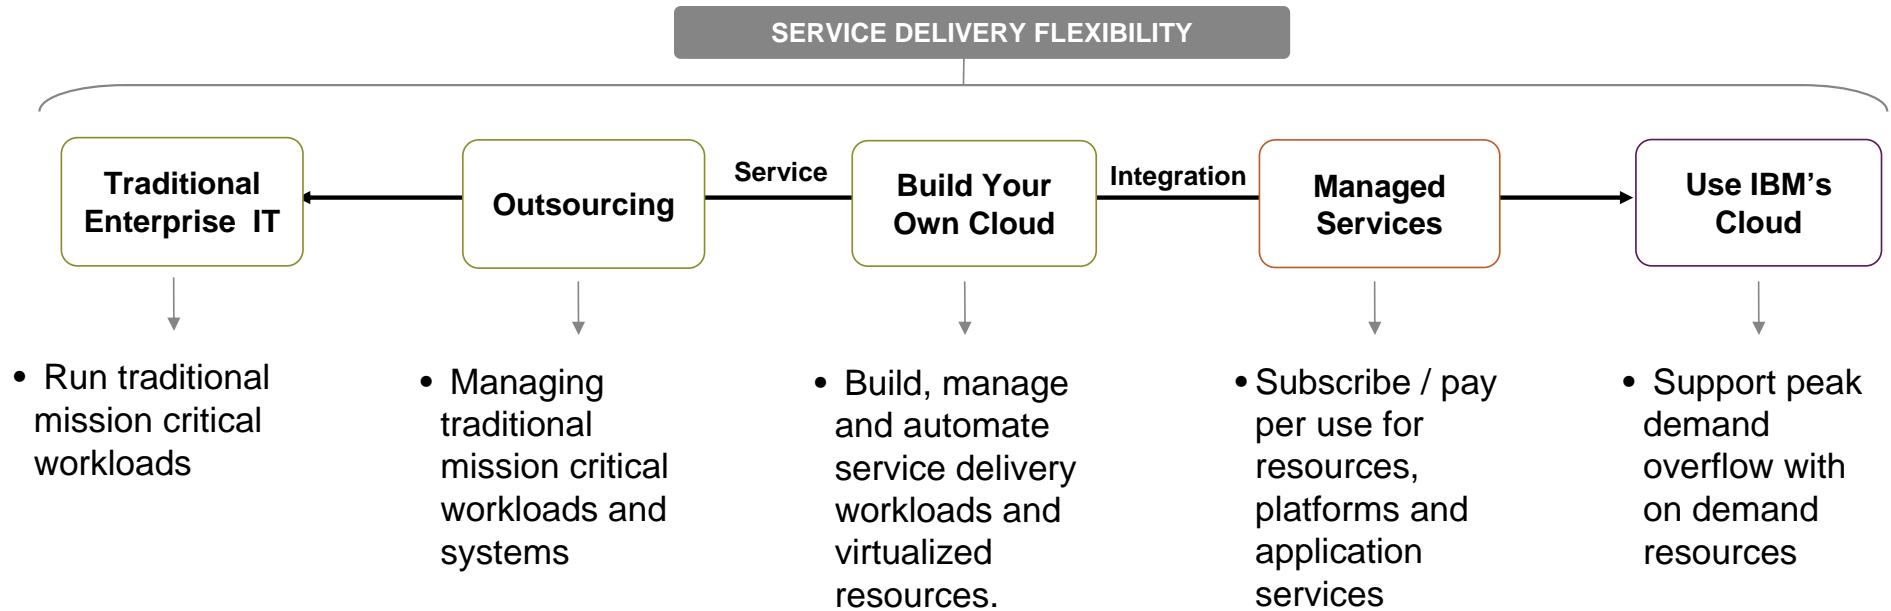 SERVICE DELIVERY FLEXIBILITY
Traditional
Enterprise IT
Outsourcing
Service
Build Your
Own Cloud
Integration
Managed
Services
Use IBM’s
Cloud
• Run traditional
mission critical
workloads
• Managing
traditional
mission critical
workloads and
systems
• Build, manage
and automate
service delivery
workloads and
virtualized
resources.
• Subscribe / pay
per use for
resources,
platforms and
application
services
• Support peak
demand
overflow with
on demand
resources